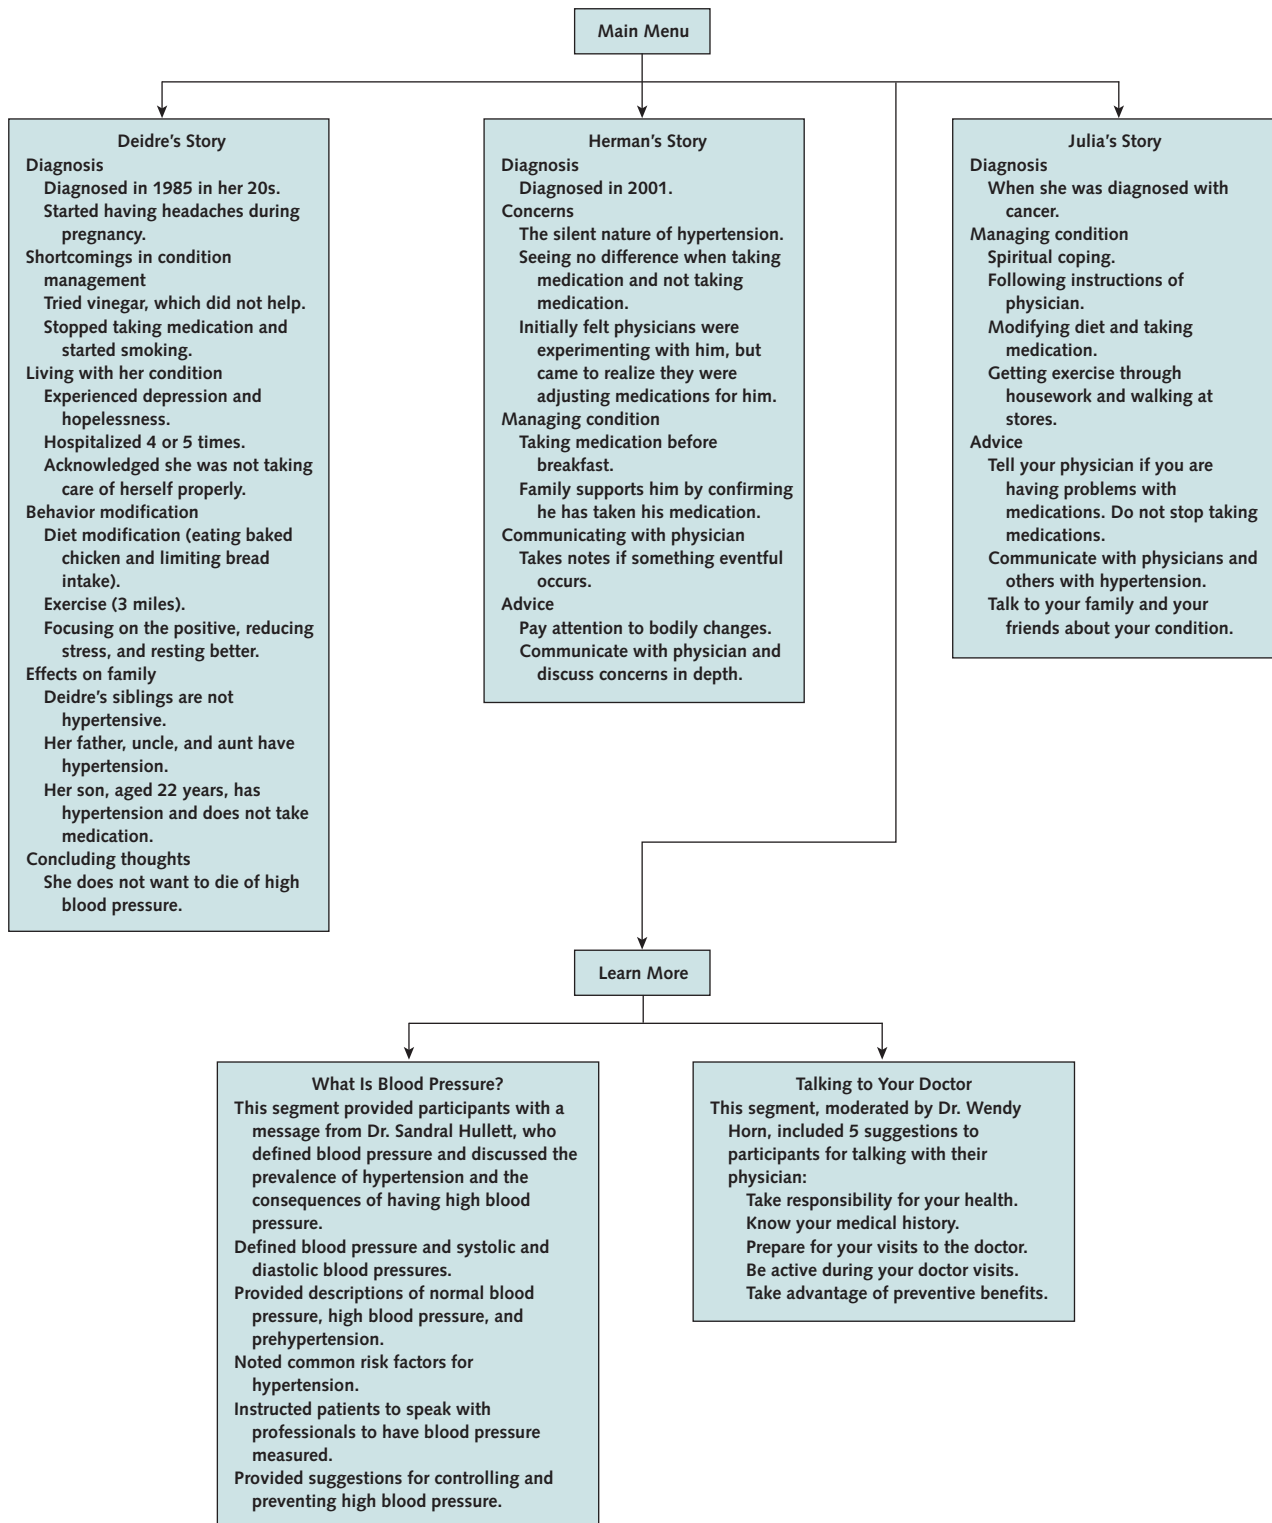 Main Menu
Deidre’s Story
Diagnosis
Diagnosed in 1985 in her 20s.
Started having headaches during
pregnancy.
Shortcomings in condition
management
Tried vinegar, which did not help.
Stopped taking medication and
started smoking.
Living with her condition
Experienced depression and
hopelessness.
Hospitalized 4 or 5 times.
Acknowledged she was not taking
care of herself properly.
Behavior modification
Diet modification (eating baked
chicken and limiting bread
intake).
Exercise (3 miles).
Focusing on the positive, reducing
stress, and resting better.
Effects on family
Deidre’s siblings are not
hypertensive.
Her father, uncle, and aunt have
hypertension.
Her son, aged 22 years, has
hypertension and does not take
medication.
Concluding thoughts
She does not want to die of high
blood pressure.
Herman’s Story
Diagnosis
Diagnosed in 2001.
Concerns
The silent nature of hypertension.
Seeing no difference when taking
medication and not taking
medication.
Initially felt physicians were
experimenting with him, but
came to realize they were
adjusting medications for him.
Managing condition
Taking medication before
breakfast.
Family supports him by confirming
he has taken his medication.
Communicating with physician
Takes notes if something eventful
occurs.
Advice
Pay attention to bodily changes.
Communicate with physician and
discuss concerns in depth.
Julia’s Story
Diagnosis
When she was diagnosed with
cancer.
Managing condition
Spiritual coping.
Following instructions of
physician.
Modifying diet and taking
medication.
Getting exercise through
housework and walking at
stores.
Advice
Tell your physician if you are
having problems with
medications. Do not stop taking
medications.
Communicate with physicians and
others with hypertension.
Talk to your family and your
friends about your condition.
Learn More
What Is Blood Pressure?
This segment provided participants with a
message from Dr. Sandral Hullett, who
defined blood pressure and discussed the
prevalence of hypertension and the
consequences of having high blood
pressure.
Defined blood pressure and systolic and
diastolic blood pressures.
Provided descriptions of normal blood
pressure, high blood pressure, and
prehypertension.
Noted common risk factors for
hypertension.
Instructed patients to speak with
professionals to have blood pressure
measured.
Provided suggestions for controlling and
preventing high blood pressure.
Talking to Your Doctor
This segment, moderated by Dr. Wendy
Horn, included 5 suggestions to
participants for talking with their
physician:
Take responsibility for your health.
Know your medical history.
Prepare for your visits to the doctor.
Be active during your doctor visits.
Take advantage of preventive benefits.